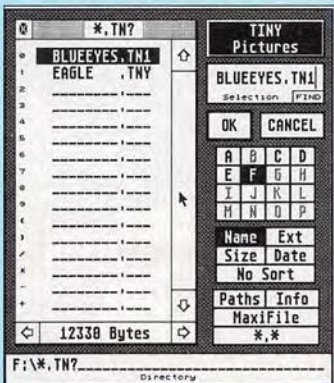 *.TN?
BLUEEYES.TN1
EAGLE   .TNY
12330 Bytes
TINY
Pictures
BLUEEYES.TN1
Selection FIND
OK CANCEL
A B C D
E F G H
I J K L
M N O P
Name Ext
Size Date
No Sort
Paths Info
MaxiFile
*.*
F:\*.TN?
Directory